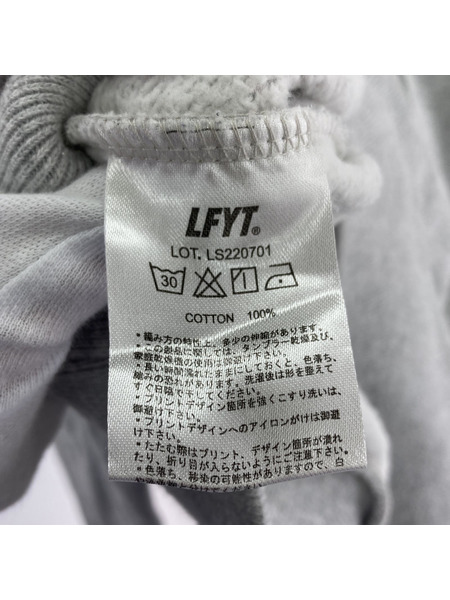 LFYT®
LOT. LS220701
30
COTTON 100%
*編み方の特性上、多少の伸縮があります。
*この製品に関しては、タンブラー乾燥及び、
家庭乾燥機の使用は御避け下さい。
*長い時間濡れたままにしておくと、色落ち、
縮みの恐れがあります。洗濯後は形を整えて
すぐ日陰で干してください。
*プリントデザイン箇所を強くこすり洗いは、
御避け下さい。
*プリントデザインへのアイロンがけは御避
け下さい。
*たたむ際はプリント、デザイン箇所が潰れ
たり、折り目が入らないようにご注意下さい。
*色落ち、移染の可能性がありますので、白